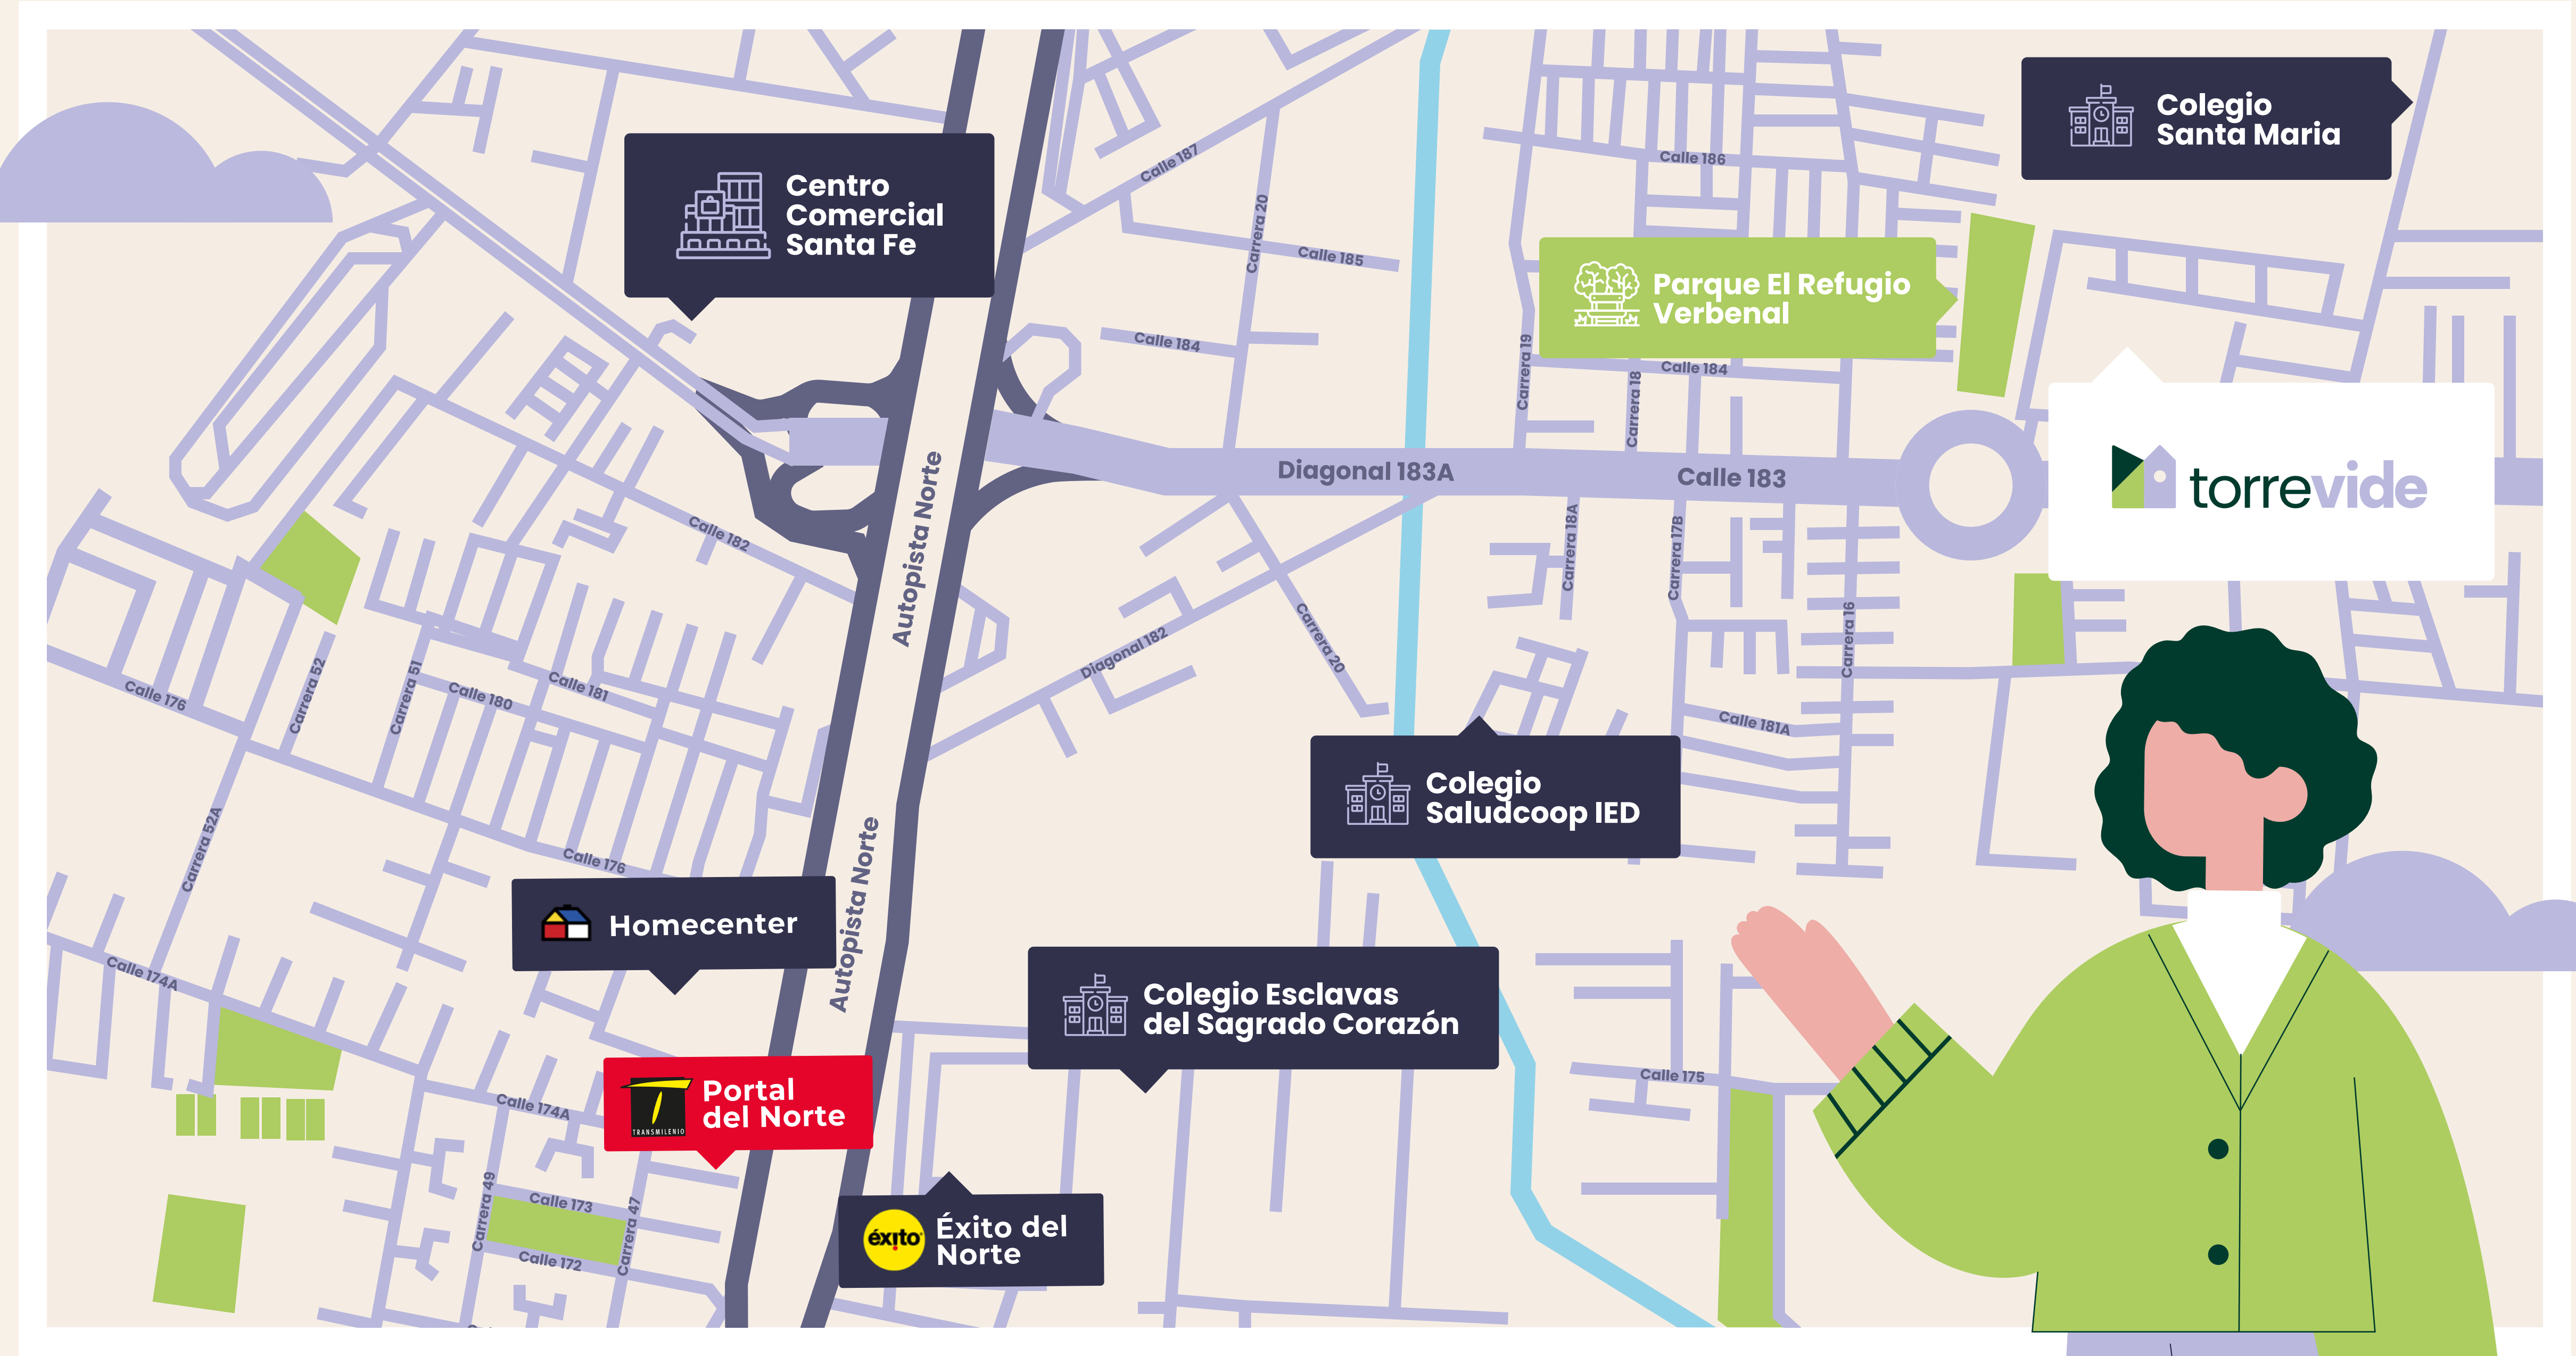 Colegio
Santa Maria
Centro
Comercial
Santa Fe
Calle 187
Calle 186
Carrera 20
Calle 185
Parque El Refugio
Verbenal
Calle 184
Carrera 19
Calle 184
Carrera 18
Autopista Norte
Diagonal 183A
Calle 183
torrevide
Calle 182
Carrera 18A
Carrera 17B
Carrera 16
Carrera 20
Diagonal 182
Carrera 52
Carrera 51
Calle 176
Calle 180
Calle 181
Calle 181A
Colegio
Saludcoop IED
Carrera 52A
Calle 176
Autopista Norte
Homecenter
Calle 174A
Colegio Esclavas
del Sagrado Corazón
Calle 175
TRANSMILENIO
Portal
del Norte
Calle 174A
Carrera 49
Calle 173
Carrera 47
Calle 172
éxito
Éxito del
Norte